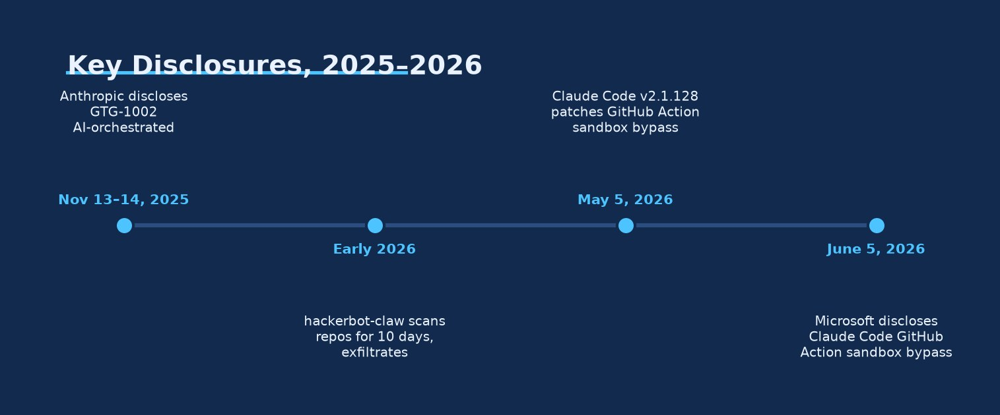 Key Disclosures, 2025–2026
Anthropic discloses
GTG-1002
AI-orchestrated
Claude Code v2.1.128
patches GitHub Action
sandbox bypass
Nov 13–14, 2025
May 5, 2026
Early 2026
June 5, 2026
hackerbot-claw scans
repos for 10 days,
exfiltrates
Microsoft discloses
Claude Code GitHub
Action sandbox bypass